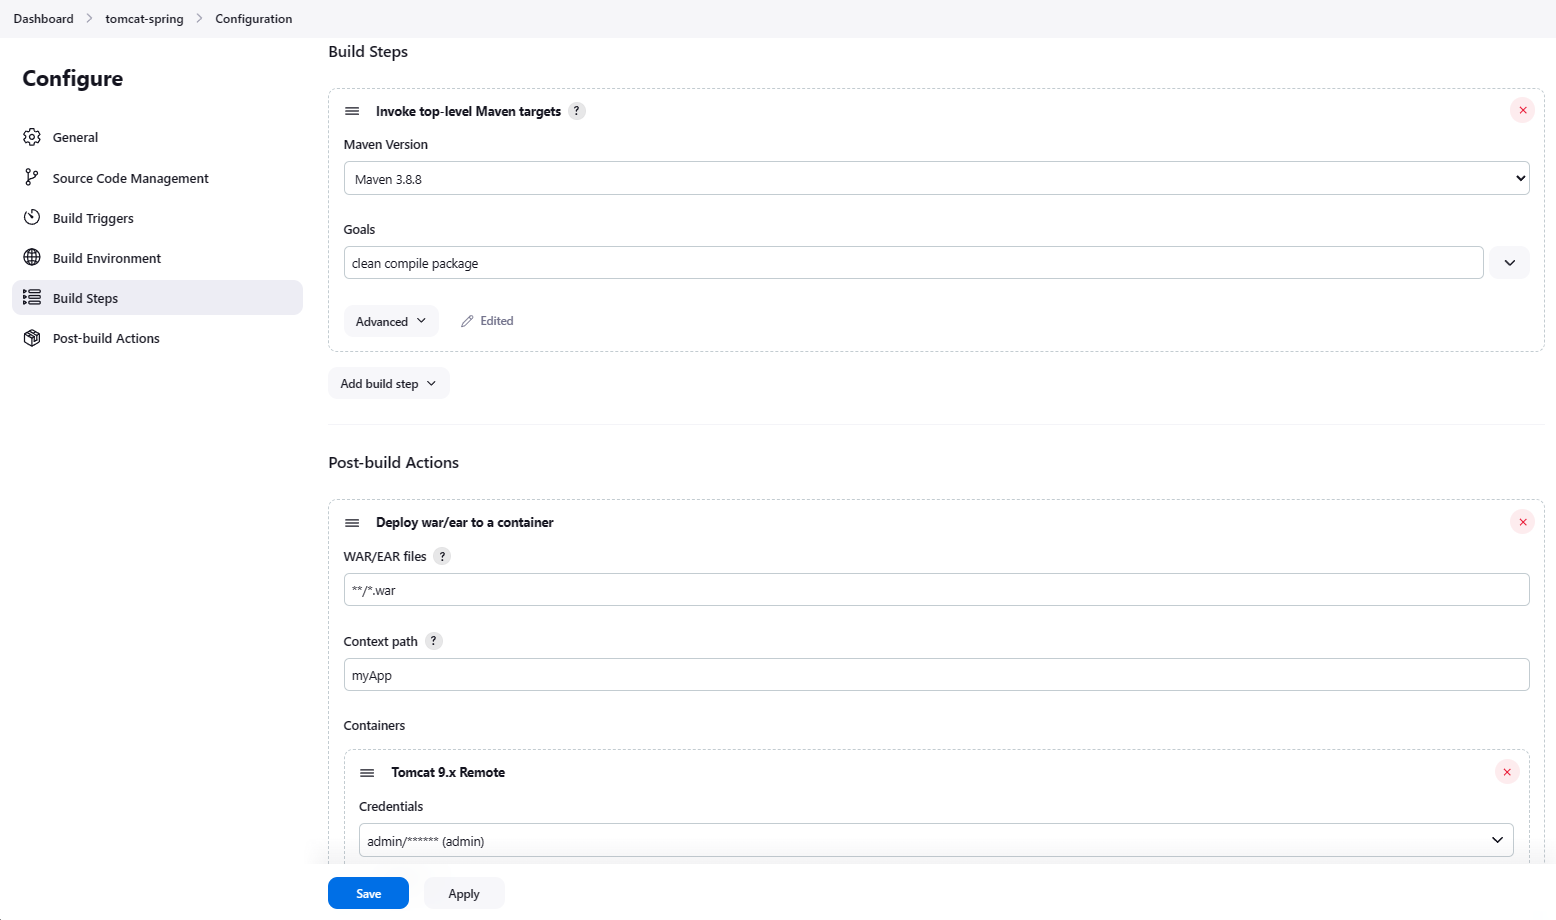 Dashboard > tomcat-spring > Configuration
Configure
General
Source Code Management
Build Triggers
Build Environment
Build Steps
Post-build Actions
Build Steps
Invoke top-level Maven targets ?
Maven Version
Maven 3.8.8
Goals
clean compile package
Advanced
Edited
Add build step
Post-build Actions
Deploy war/ear to a container
WAR/EAR files ?
**/*.war
Context path ?
myApp
Containers
Tomcat 9.x Remote
Credentials
admin/****** (admin)
Save
Apply